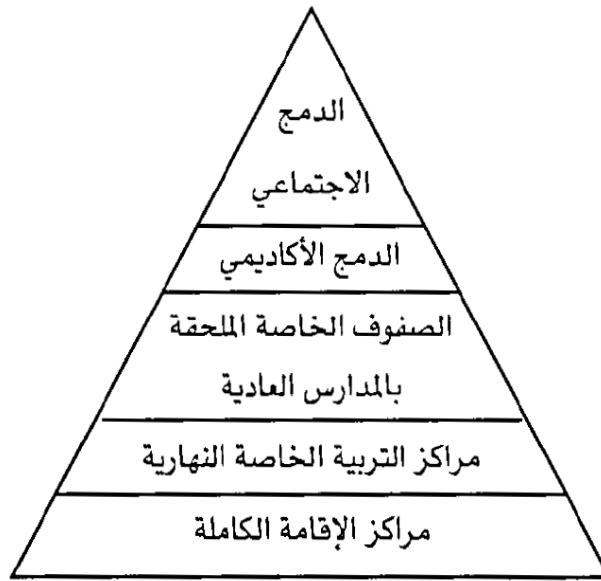 الدمج
الاجتماعي
الدمج الأكاديمي
الصفوف الخاصة الملحقة
بالمدارس العادية
مراكز التربية الخاصة النهارية
مراكز الإقامة الكاملة